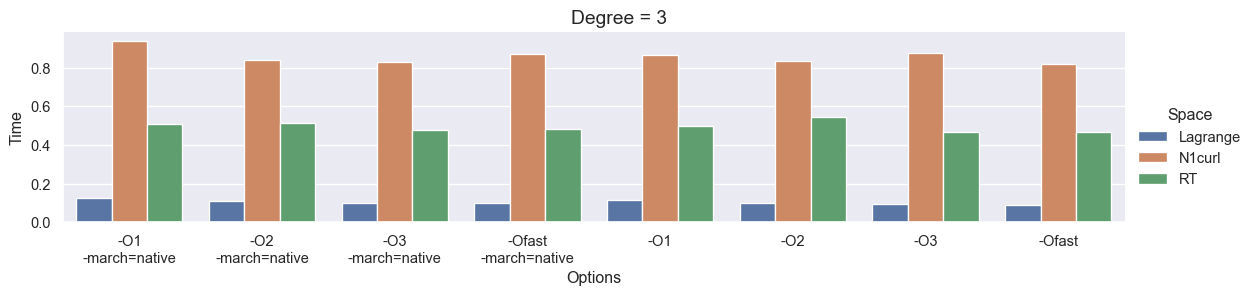 Degree = 3
Time
0.8
0.6
0.4
0.2
0.0
-O1
-march=native
-O2
-march=native
-O3
-march=native
-Ofast
-march=native
-O1
-O2
-O3
-Ofast
Options
Space
Lagrange
N1curl
RT